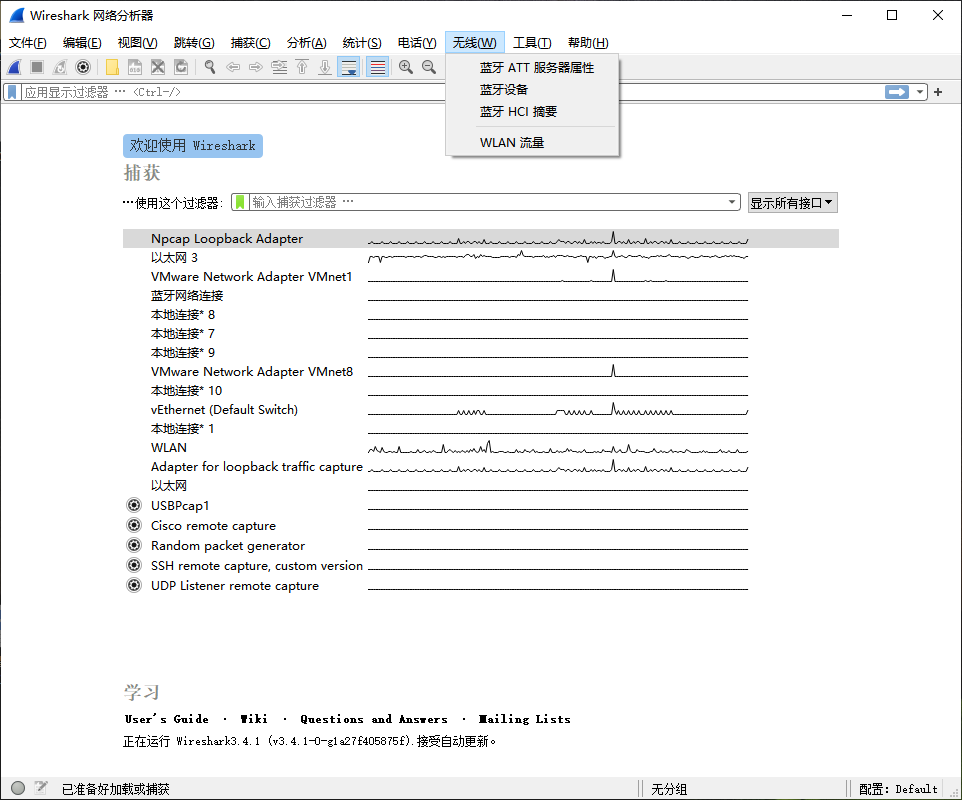 Wireshark 网络分析器
文件(F) 编辑(E) 视图(V) 跳转(G) 捕获(C) 分析(A) 统计(S) 电话(Y) 无线(W) 工具(T) 帮助(H)
蓝牙 ATT 服务器属性
蓝牙设备
蓝牙 HCI 摘要
WLAN 流量
应用显示过滤器 … <Ctrl-/>
欢迎使用 Wireshark
捕获
…使用这个过滤器: 输入捕获过滤器 … 显示所有接口
Npcap Loopback Adapter
以太网 3
VMware Network Adapter VMnet1
蓝牙网络连接
本地连接* 8
本地连接* 7
本地连接* 9
VMware Network Adapter VMnet8
本地连接* 10
vEthernet (Default Switch)
本地连接* 1
WLAN
Adapter for loopback traffic capture
以太网
USBPcap1
Cisco remote capture
Random packet generator
SSH remote capture, custom version
UDP Listener remote capture
学习
User's Guide · Wiki · Questions and Answers · Mailing Lists
正在运行 Wireshark3.4.1 (v3.4.1-0-g1a27f405875f).接受自动更新。
已准备好加载或捕获 无分组 配置: Default